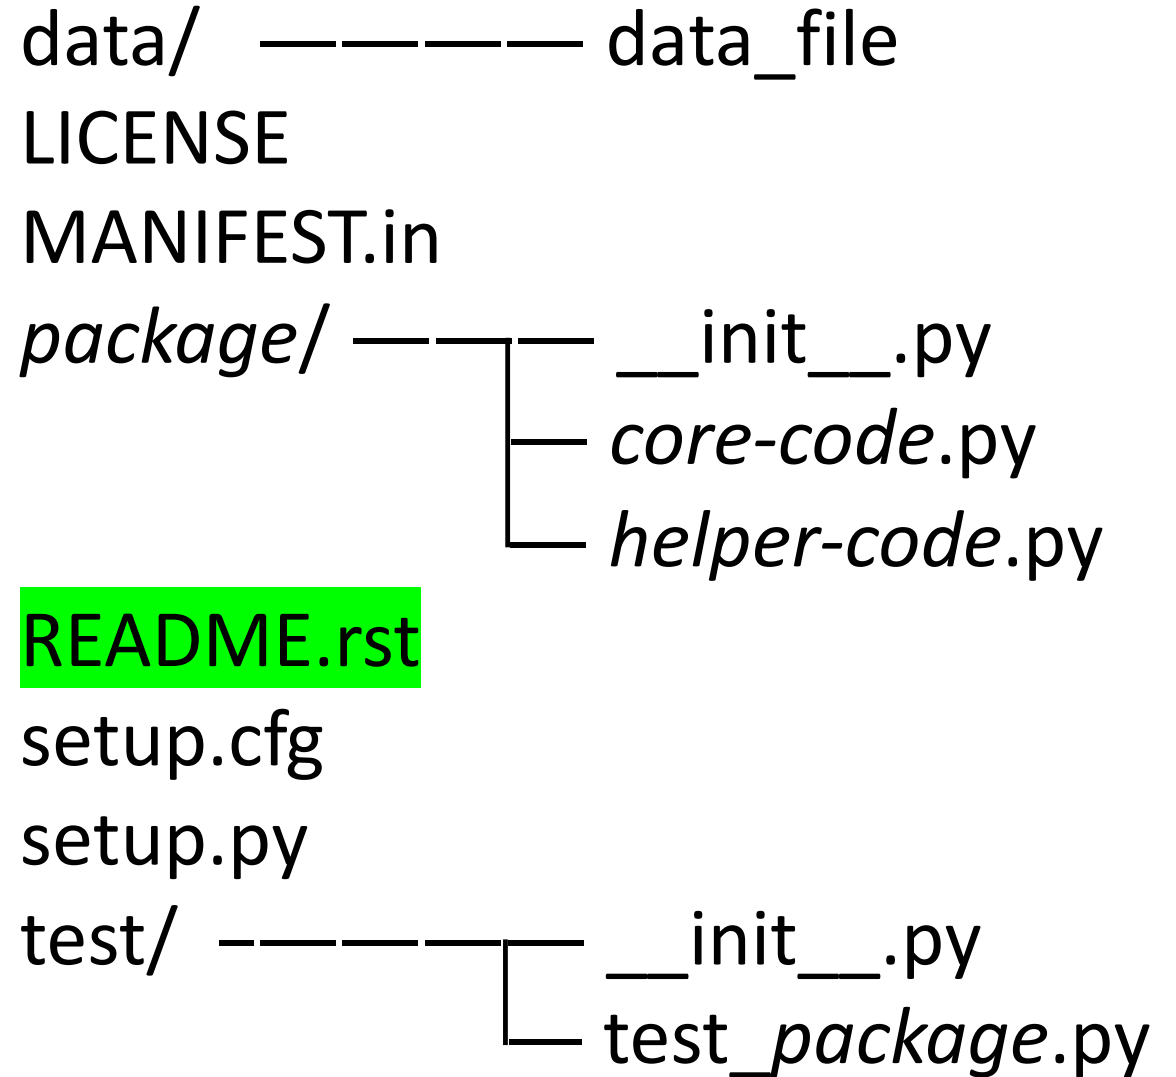 data/ data_file
LICENSE
MANIFEST.in
package/ __init__.py
core-code.py
helper-code.py
README.rst
setup.cfg
setup.py
test/ __init__.py
test_package.py